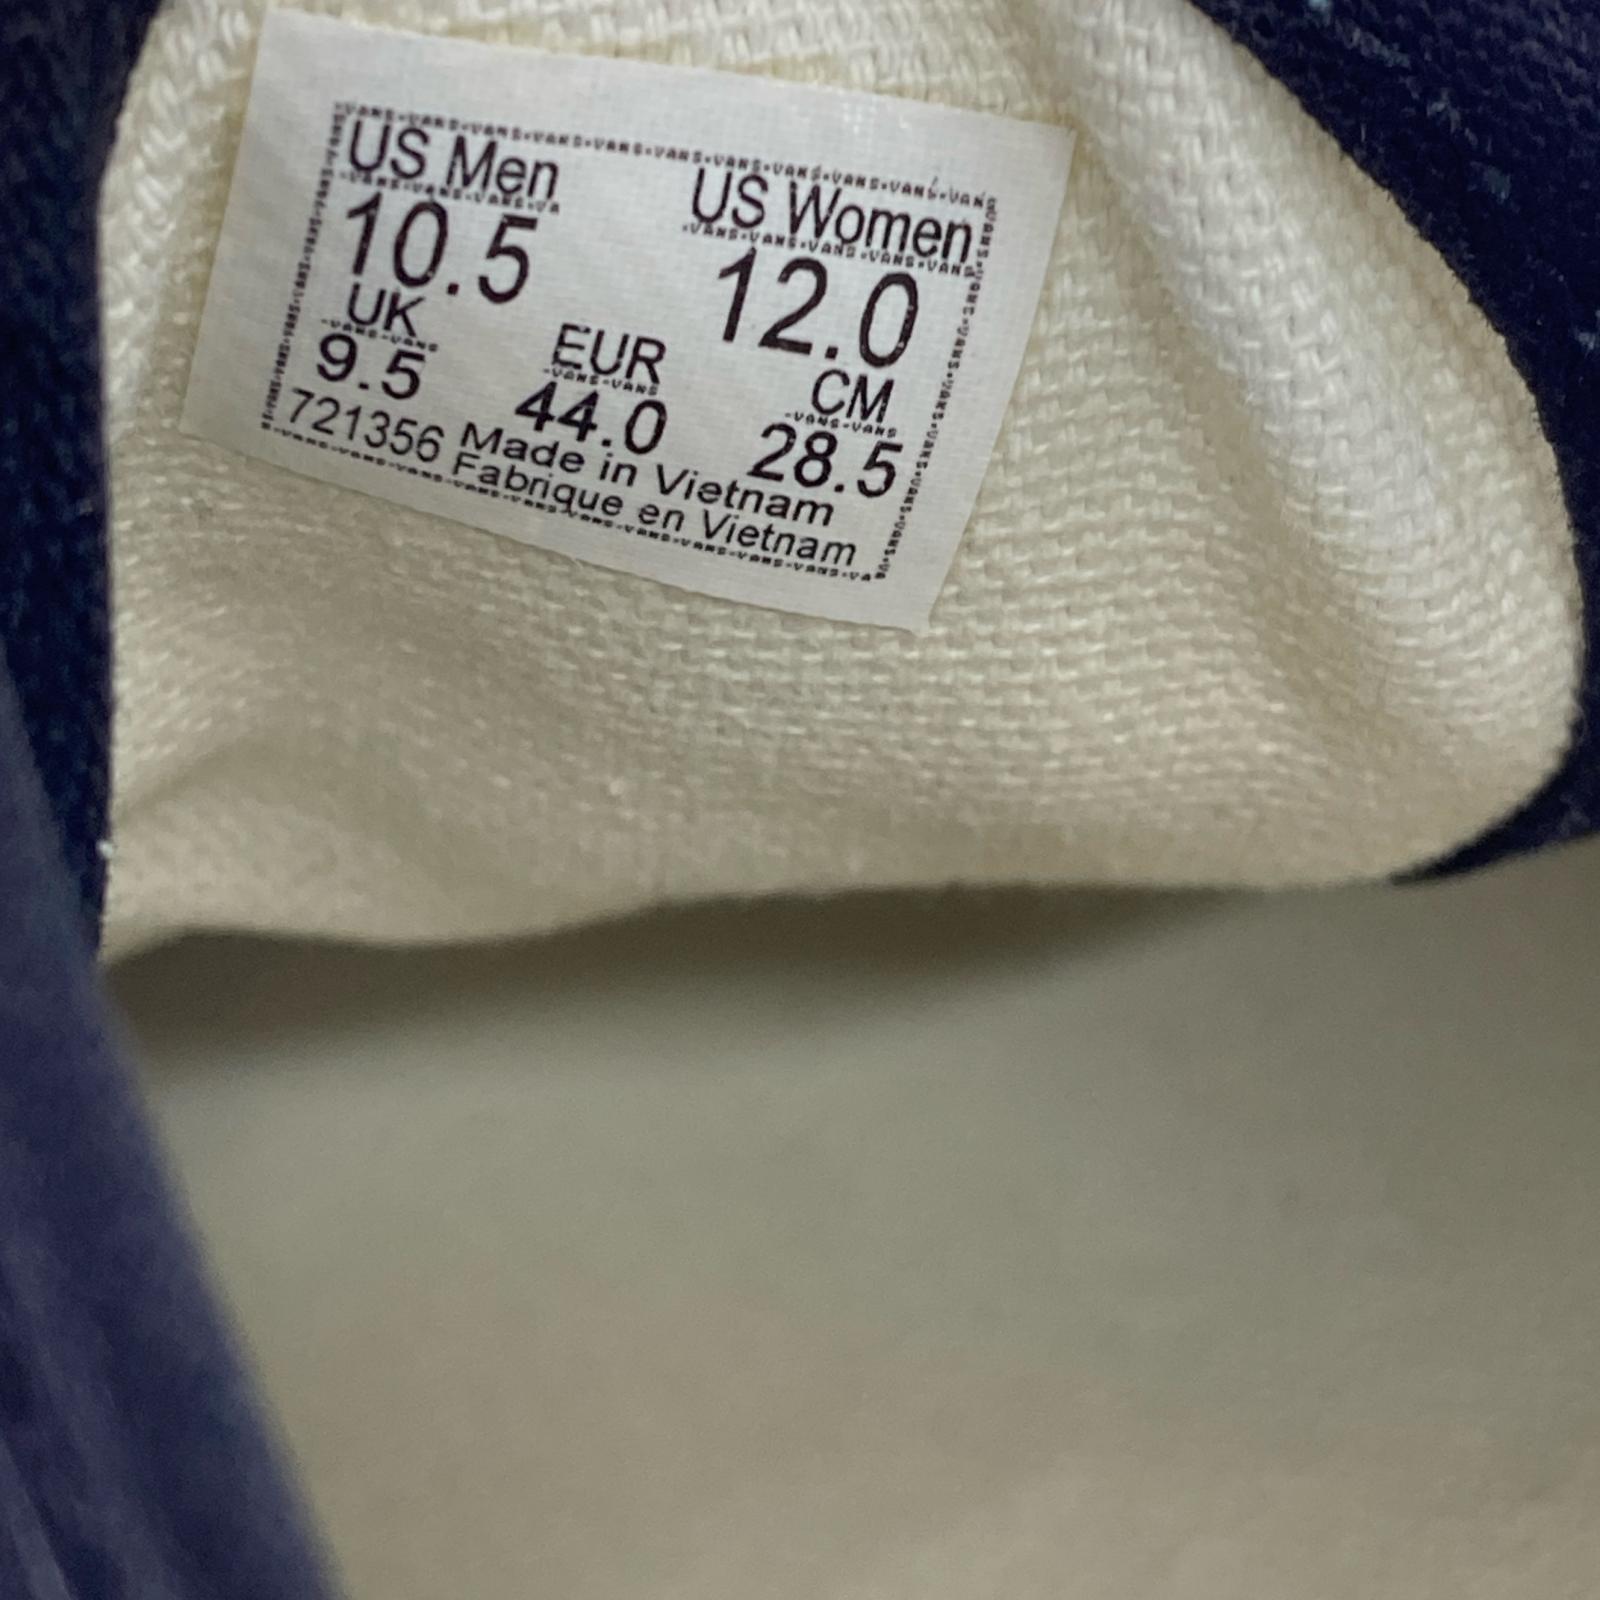 US Men US Women
10.5 12.0
UK EUR CM
9.5 44.0 28.5
721356 Made in Vietnam
Fabrique en Vietnam